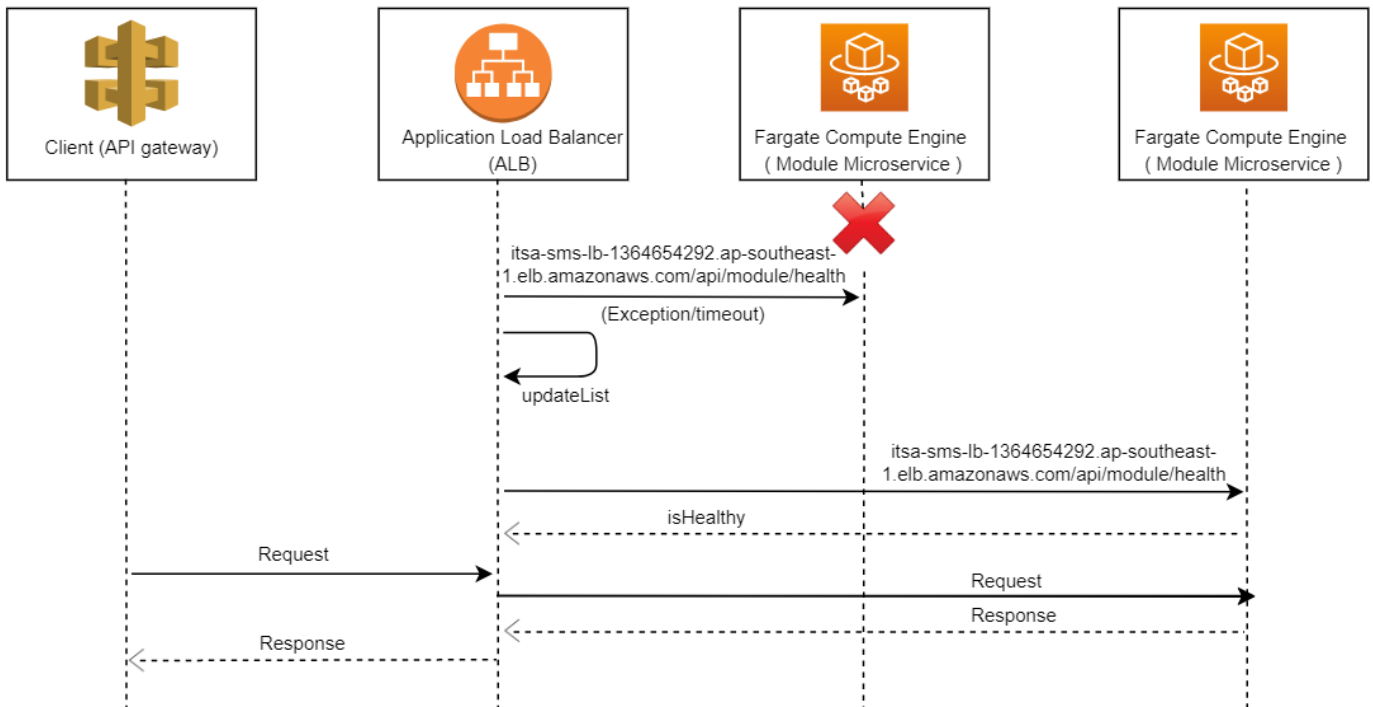 Client (API gateway)
Application Load Balancer
(ALB)
Fargate Compute Engine
( Module Microservice )
Fargate Compute Engine
( Module Microservice )
itsa-sms-lb-1364654292.ap-southeast-
1.elb.amazonaws.com/api/module/health
(Exception/timeout)
updateList
itsa-sms-lb-1364654292.ap-southeast-
1.elb.amazonaws.com/api/module/health
isHealthy
Request
Request
Response
Response